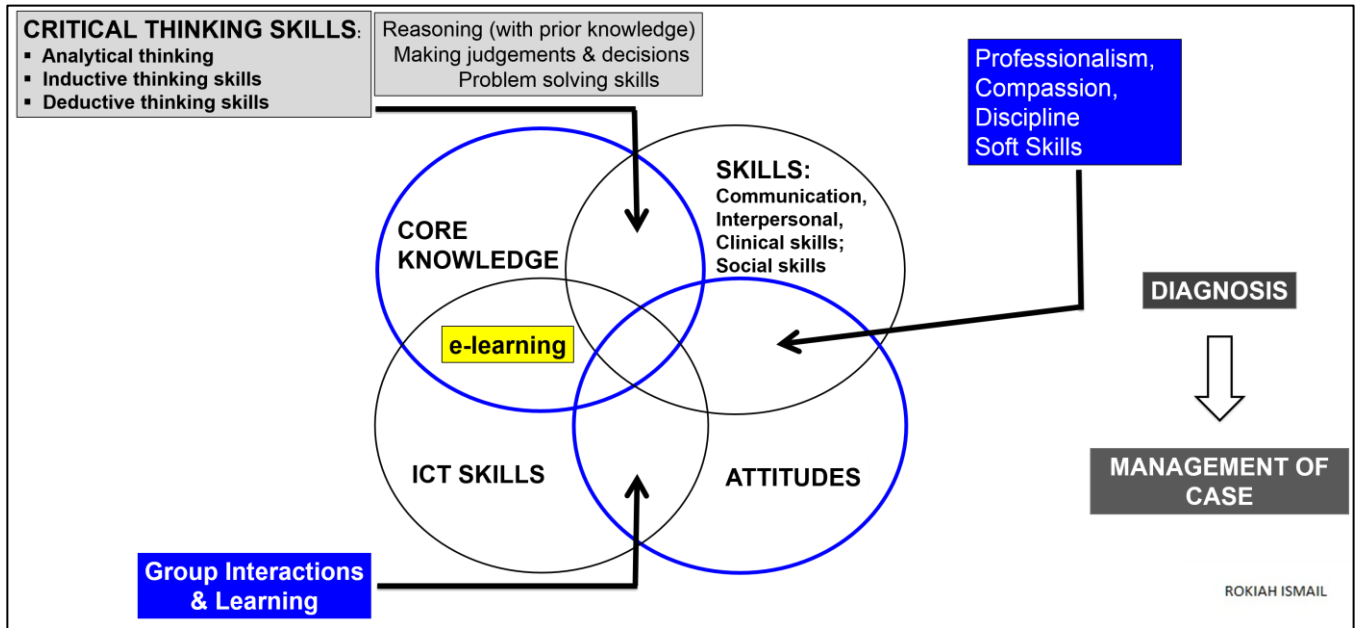 CRITICAL THINKING SKILLS:
▪ Analytical thinking
▪ Inductive thinking skills
▪ Deductive thinking skills
Reasoning (with prior knowledge)
Making judgements & decisions
Problem solving skills
Professionalism,
Compassion,
Discipline
Soft Skills
CORE
KNOWLEDGE
SKILLS:
Communication,
Interpersonal,
Clinical skills;
Social skills
e-learning
ICT SKILLS
ATTITUDES
DIAGNOSIS
MANAGEMENT OF
CASE
Group Interactions
& Learning
ROKIAH ISMAIL